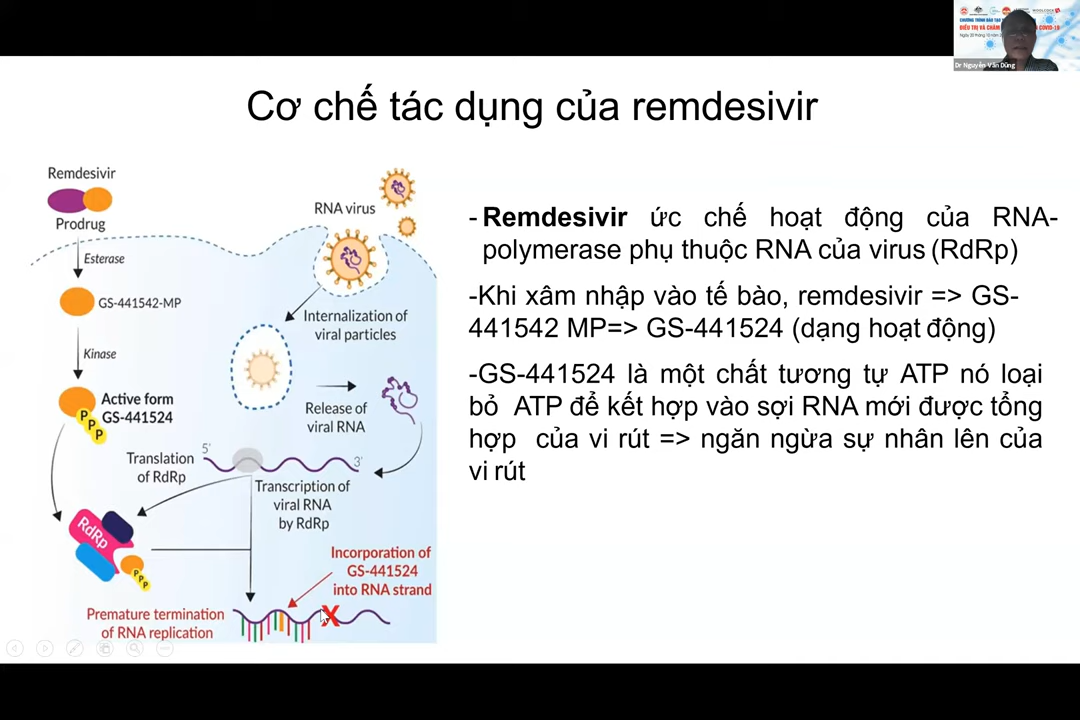 Dr Nguyễn Văn Dũng
Cơ chế tác dụng của remdesivir
Remdesivir
Prodrug
Esterase
GS-441542-MP
Kinase
Active form
GS-441524
P
P
P
RNA virus
Internalization of
viral particles
Release of
viral RNA
5'
3'
Translation
of RdRp
Transcription of
viral RNA
by RdRp
RdRp
P
P
P
Incorporation of
GS-441524
into RNA strand
X
Premature termination
of RNA replication
- Remdesivir ức chế hoạt động của RNA-
polymerase phụ thuộc RNA của virus (RdRp)
-Khi xâm nhập vào tế bào, remdesivir => GS-
441542 MP=> GS-441524 (dạng hoạt động)
-GS-441524 là một chất tương tự ATP nó loại
bỏ ATP để kết hợp vào sợi RNA mới được tổng
hợp của vi rút => ngăn ngừa sự nhân lên của
vi rút